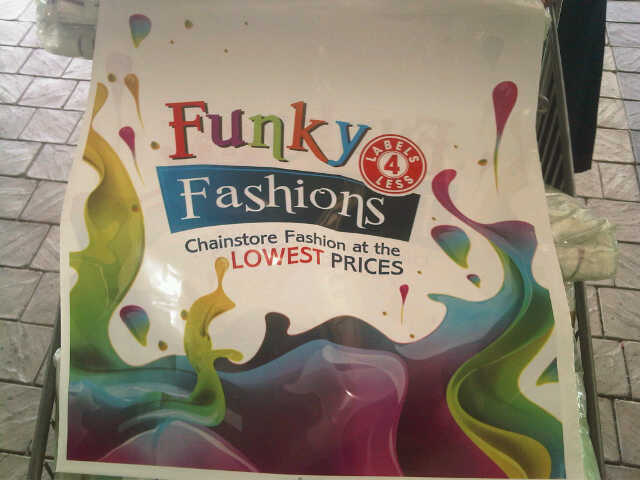 Funky
LABELS
4
LESS
Fashions
Chainstore Fashion at the
LOWEST PRICES